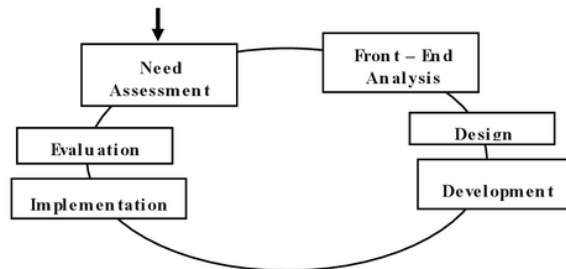 Need
Assessment
Front – End
Analysis
Design
Development
Implementation
Evaluation